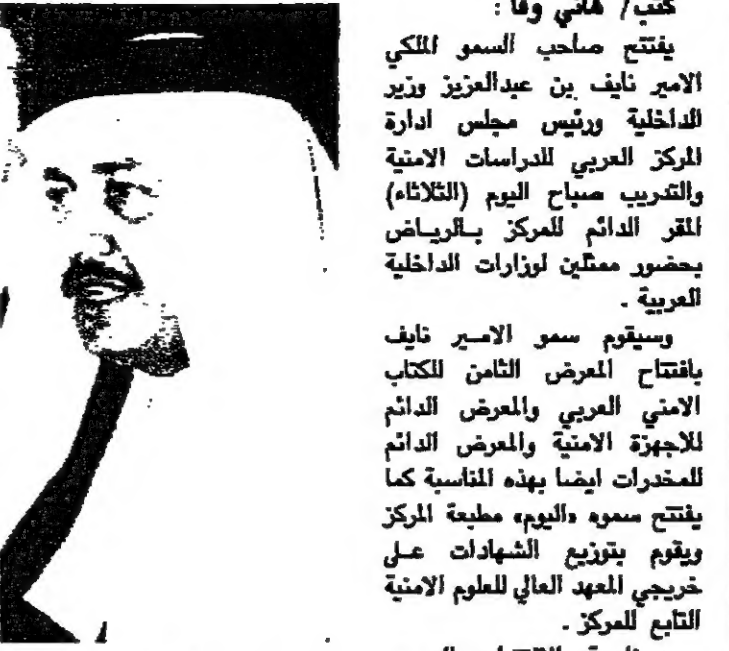 كتب/ هاني وفا :
يفتتح صاحب السمو الملكي
الامير نايف بن عبدالعزيز وزير
الداخلية ورئيس مجلس ادارة
المركز العربي للدراسات الامنية
والتدريب صباح اليوم (الثلاثاء)
المقر الدائم للمركز بالرياض
بحضور ممثلين لوزارات الداخلية
العربية .
وسيقوم سمو الامير نايف
بافتتاح المعرض الثامن للكتاب
الامني العربي والمعرض الدائم
للاجهزة الامنية والمعرض الدائم
للمخدرات ايضا بهذه المناسبة كما
يفتتح سموه «اليوم» مطبعة المركز
ويقوم بتوزيع الشهادات على
خريجي المعهد العالي للعلوم الامنية
التابع للمركز .